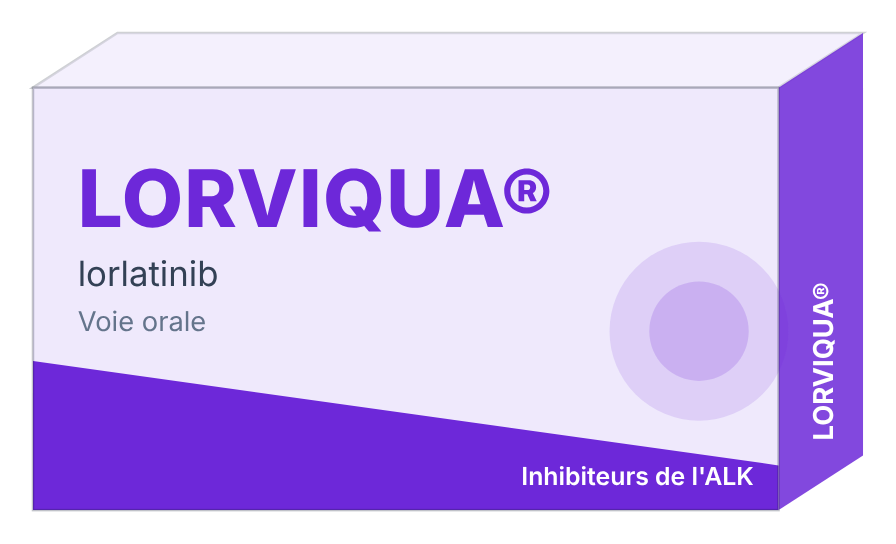 LORVIQUA®
lorlatinib
Voie orale
Inhibiteurs de l'ALK
LORVIQUA®